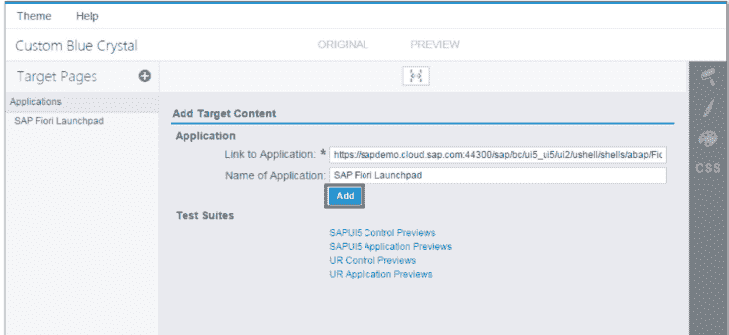 Theme Help
Custom Blue Crystal ORIGINAL PREVIEW
Target Pages
Applications
SAP Fiori Launchpad
Add Target Content
Application
Link to Application: * https://sapdemo.cloud.sap.com:44300/sap/bc/ui5_ui5/ui2/ushell/shells/abap/Fic
Name of Application: SAP Fiori Launchpad
Add
Test Suites
SAPUI5 Control Previews
SAPUI5 Application Previews
UR Control Previews
UR Application Previews
CSS